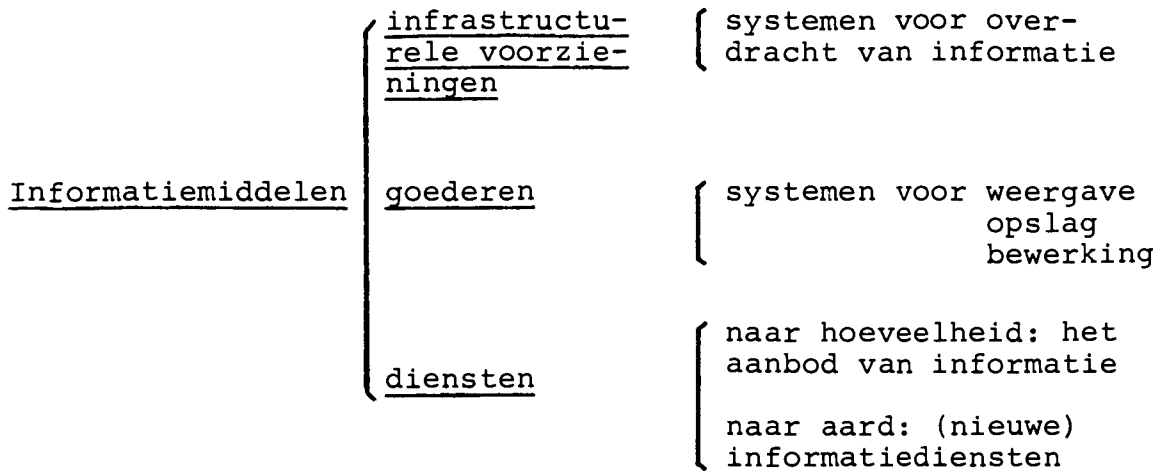 infrastructu-
rele voorzie-
ningen
systemen voor over-
dracht van informatie
Informatiemiddelen
goederen
systemen voor weergave
opslag
bewerking
diensten
naar hoeveelheid: het
aanbod van informatie
naar aard: (nieuwe)
informatiediensten